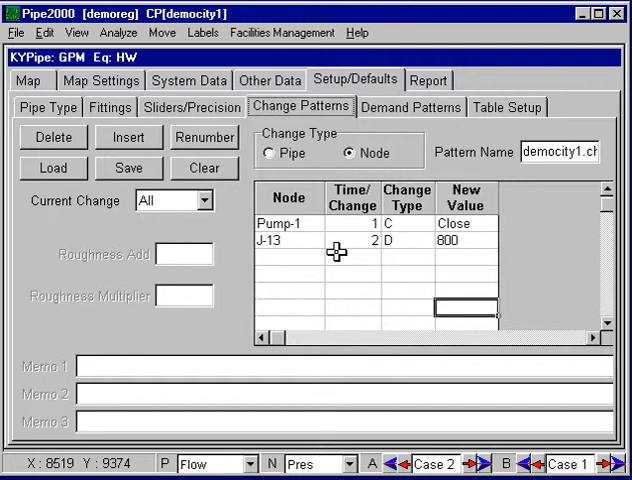 Pipe2000 [demoreg] CP[democity1]
File Edit View Analyze Move Labels Facilities Management Help
KYPipe: GPM Eq: HW
Map Map Settings System Data Other Data Setup/Defaults Report
Pipe Type Fittings Sliders/Precision Change Patterns Demand Patterns Table Setup
Delete Insert Renumber
Load Save Clear
Change Type
Pipe Node
Pattern Name democity1.ch
Current Change All
Roughness Add
Roughness Multiplier
Node Time/ Change Change Type New Value
Pump-1 1 C Close
J-13 2 D 800
Memo 1
Memo 2
Memo 3
X : 8519 Y : 9374 P Flow N Pres A Case 2 B Case 1